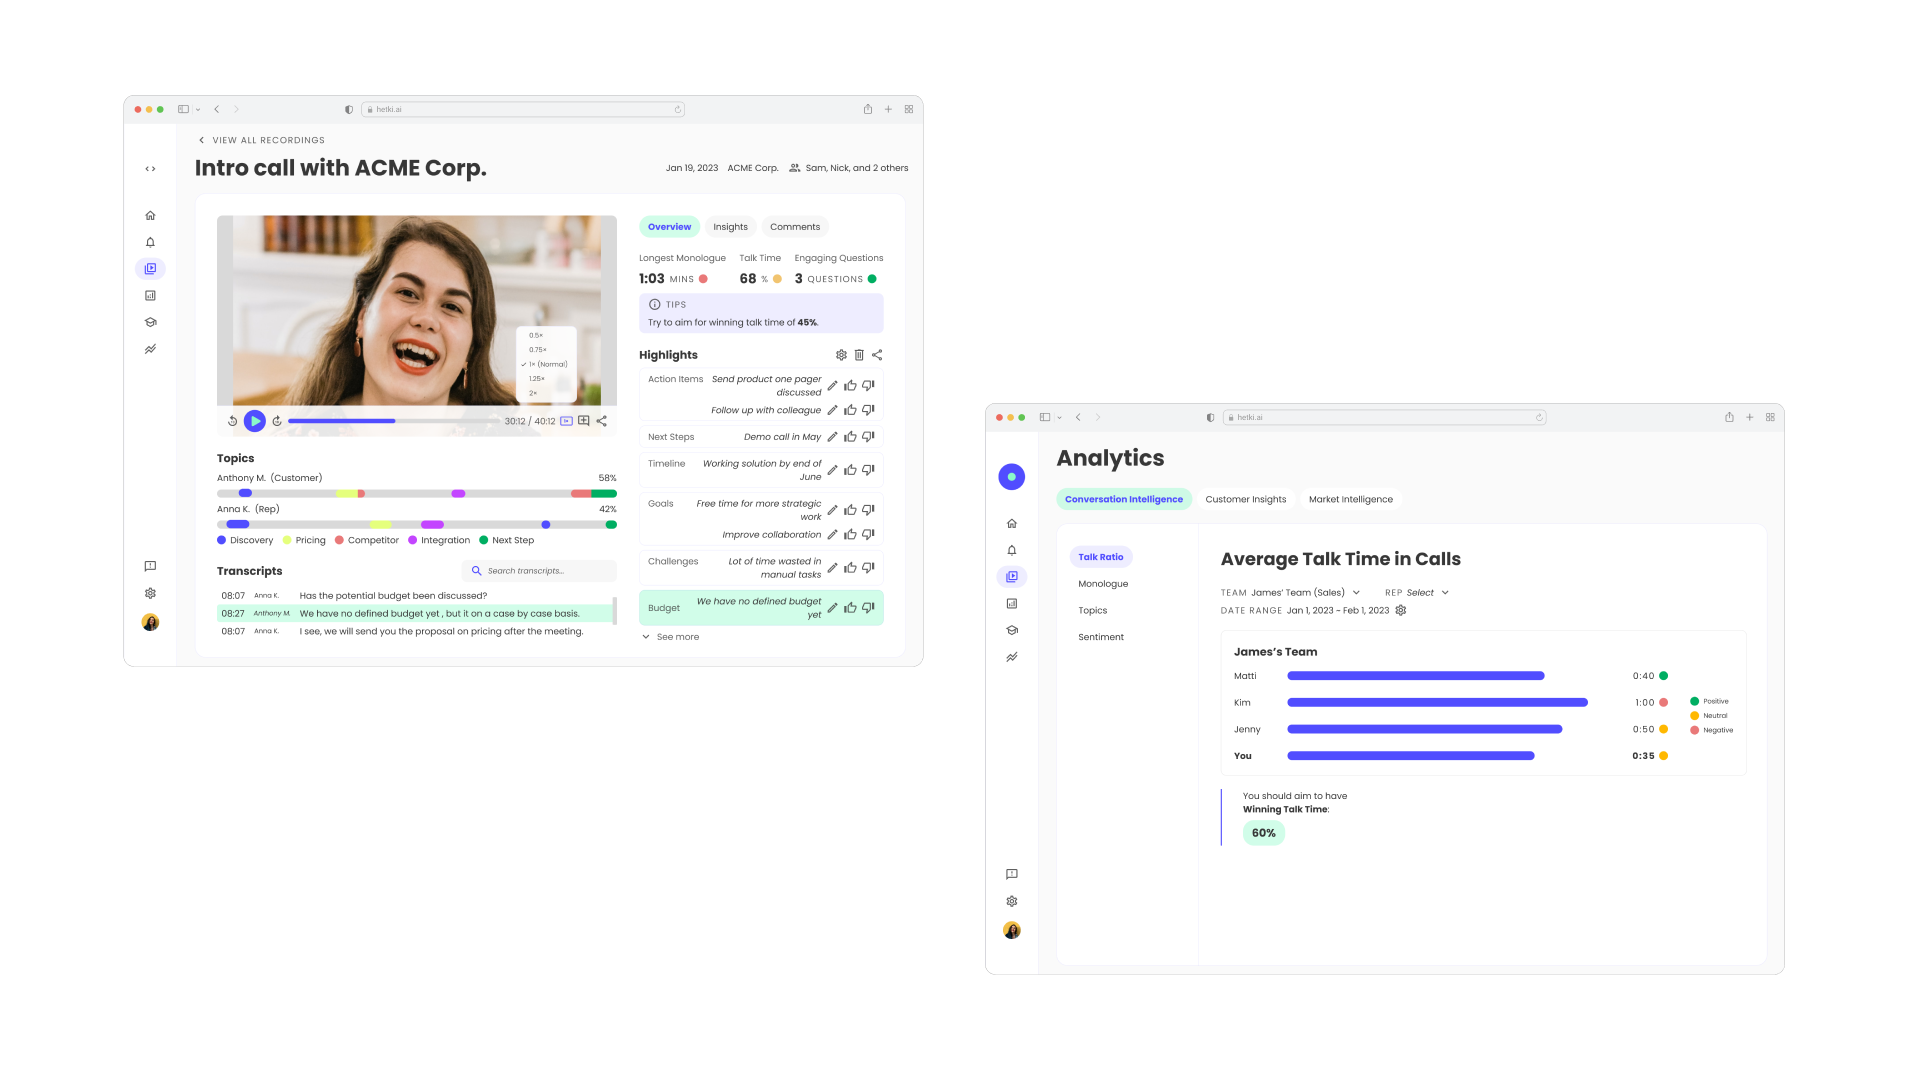 hetki.ai
VIEW ALL RECORDINGS
Intro call with ACME Corp.
Jan 19, 2023 ACME Corp. Sam, Nick, and 2 others
Overview Insights Comments
Longest Monologue Talk Time Engaging Questions
1:03 MINS 68 % 3 QUESTIONS
TIPS
Try to aim for winning talk time of 45%.
0.5×
0.75×
1× (Normal)
1.25×
2×
30:12 / 40:12
Highlights
Action Items Send product one pager
discussed
Follow up with colleague
Next Steps Demo call in May
Timeline Working solution by end of
June
Goals Free time for more strategic
work
Improve collaboration
Challenges Lot of time wasted in
manual tasks
Budget We have no defined budget
yet
See more
Topics
Anthony M. (Customer) 58%
Anna K. (Rep) 42%
Discovery Pricing Competitor Integration Next Step
Transcripts Search transcripts...
08:07 Anna K. Has the potential budget been discussed?
08:27 Anthony M. We have no defined budget yet , but it on a case by case basis.
08:07 Anna K. I see, we will send you the proposal on pricing after the meeting.
hetki.ai
Analytics
Conversation Intelligence Customer Insights Market Intelligence
Talk Ratio
Monologue
Topics
Sentiment
Average Talk Time in Calls
TEAM James' Team (Sales) REP Select
DATE RANGE Jan 1, 2023 - Feb 1, 2023
James's Team
Matti 0:40
Kim 1:00
Jenny 0:50
You 0:35
Positive
Neutral
Negative
You should aim to have
Winning Talk Time:
60%